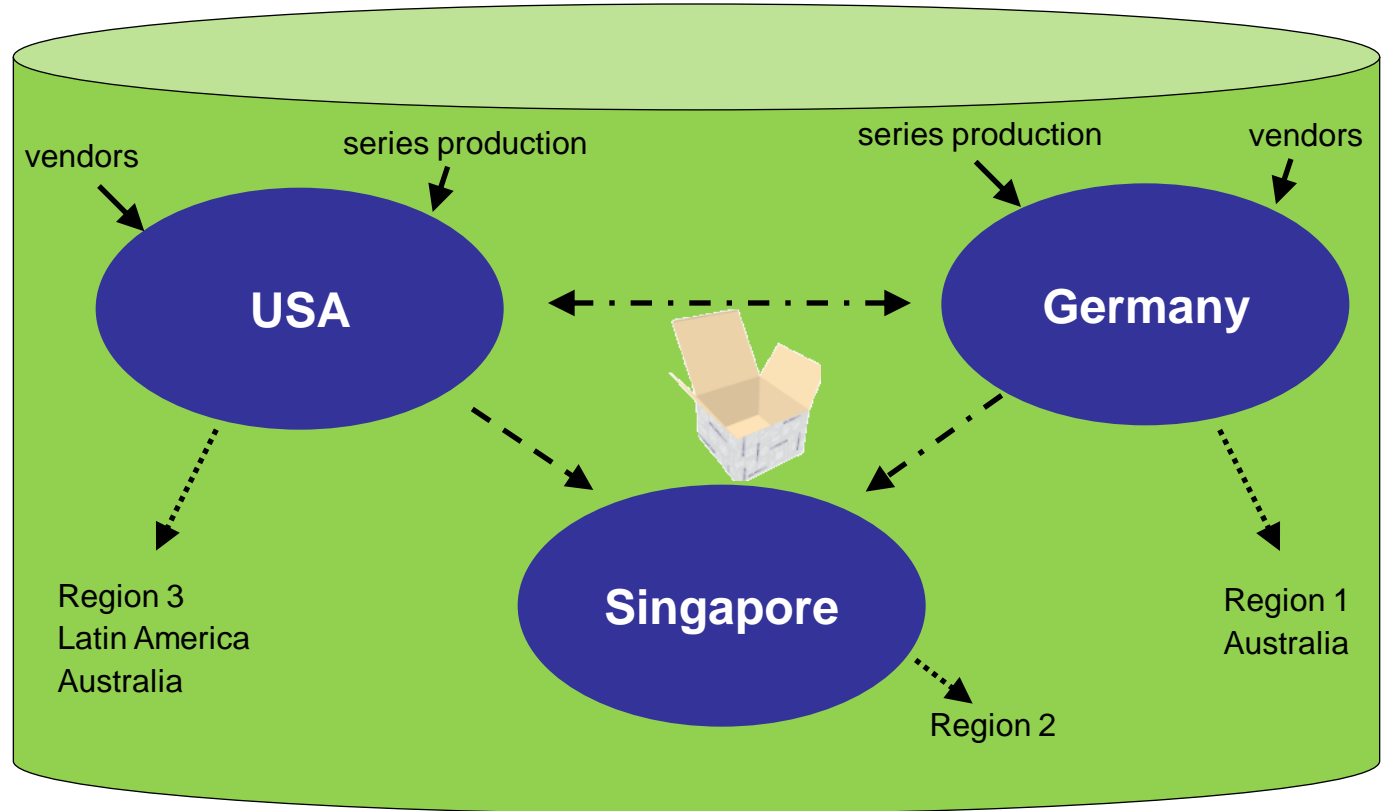 vendors
series production
series production
vendors
USA
Germany
Singapore
Region 3
Latin America
Australia
Region 1
Australia
Region 2